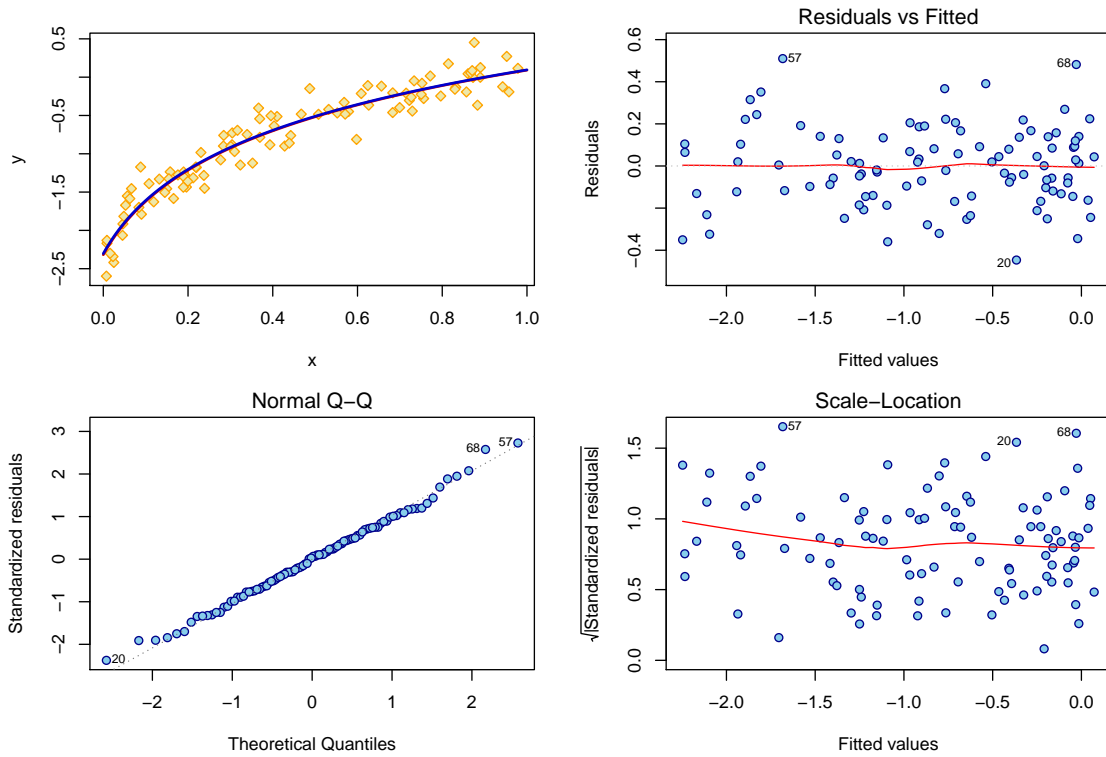 0.5
−0.5
−1.5
−2.5
y
0.0 0.2 0.4 0.6 0.8 1.0
x
Residuals vs Fitted
0.6
0.2
0.0
−0.4
Residuals
57
68
20
−2.0 −1.5 −1.0 −0.5 0.0
Fitted values
Normal Q−Q
3
2
1
0
−1
−2
Standardized residuals
68
57
20
−2 −1 0 1 2
Theoretical Quantiles
Scale−Location
1.5
1.0
0.5
0.0
√|Standardized residuals|
57
20
68
−2.0 −1.5 −1.0 −0.5 0.0
Fitted values